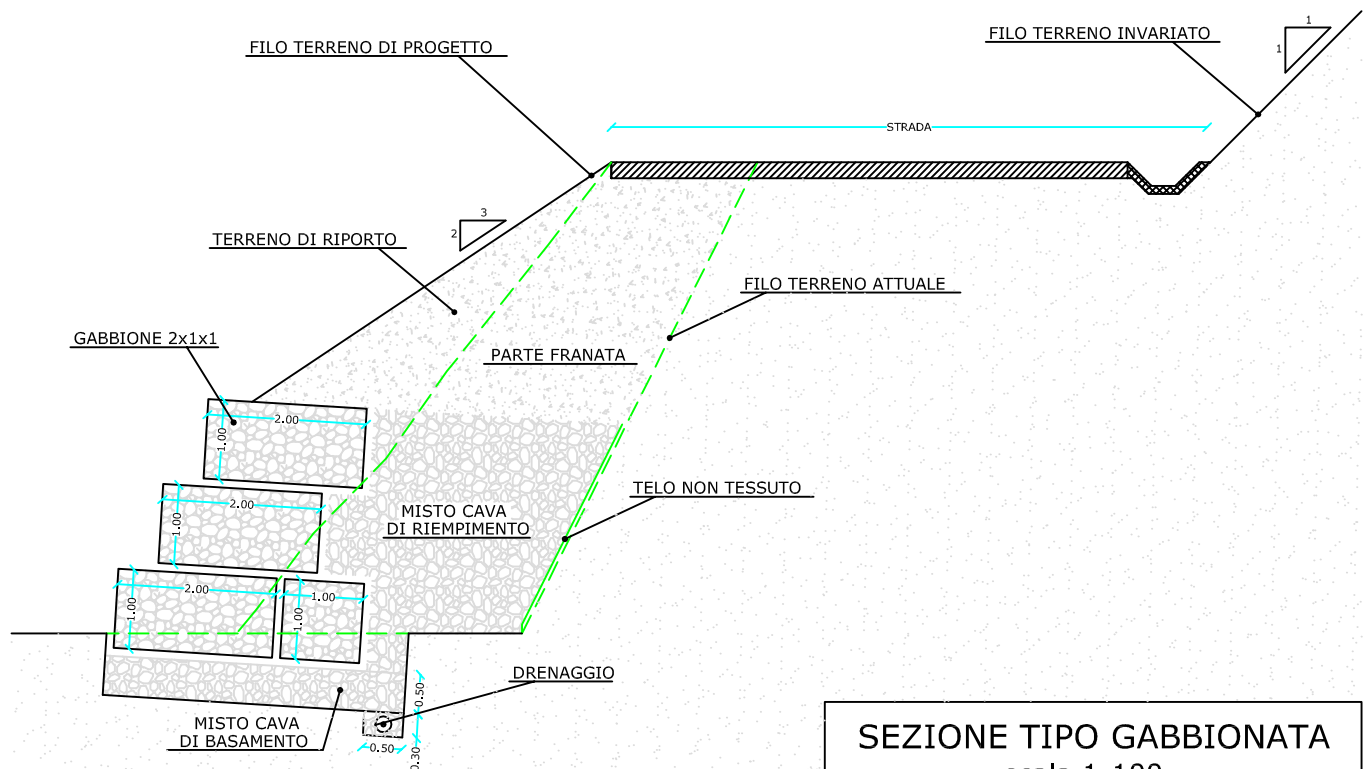 FILO TERRENO DI PROGETTO
FILO TERRENO INVARIATO
1
1
STRADA
3
2
TERRENO DI RIPORTO
FILO TERRENO ATTUALE
GABBIONE 2x1x1
PARTE FRANATA
2.00
1.00
TELO NON TESSUTO
2.00
1.00
MISTO CAVA
DI RIEMPIMENTO
2.00
1.00
1.00
1.00
DRENAGGIO
0.50
MISTO CAVA
DI BASAMENTO
0.50
0.30
SEZIONE TIPO GABBIONATA